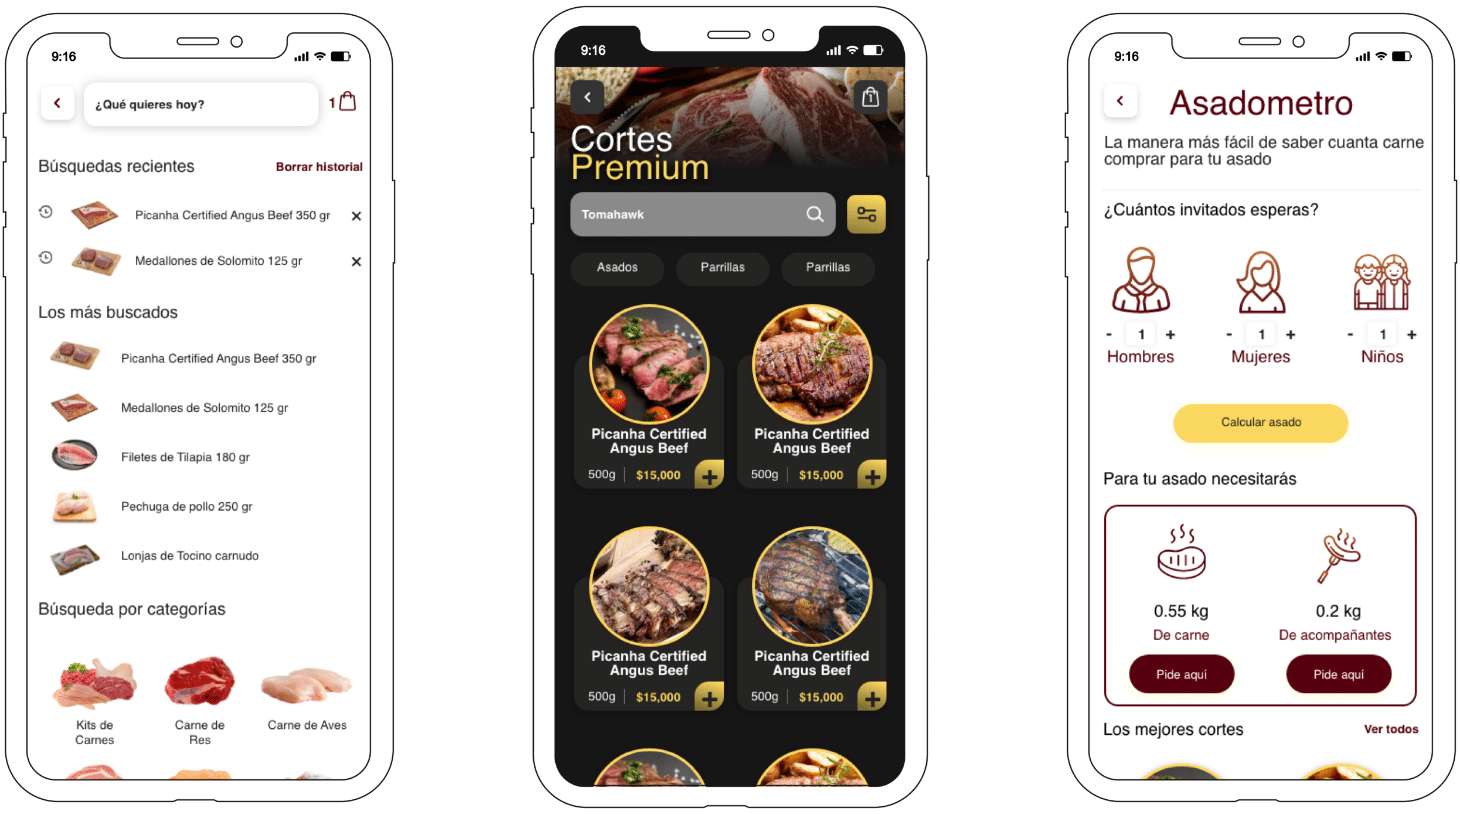 9:16
¿Qué quieres hoy?
1
Búsquedas recientes
Borrar historial
Picanha Certified Angus Beef 350 gr
Medallones de Solomito 125 gr
Los más buscados
Picanha Certified Angus Beef 350 gr
Medallones de Solomito 125 gr
Filetes de Tilapia 180 gr
Pechuga de pollo 250 gr
Lonjas de Tocino carnudo
Búsqueda por categorías
Kits de
Carnes
Carne de
Res
Carne de Aves
9:16
1
Cortes
Premium
Tomahawk
Asados
Parrillas
Parrillas
Picanha Certified
Angus Beef
500g
$15,000
+
Picanha Certified
Angus Beef
500g
$15,000
+
Picanha Certified
Angus Beef
500g
$15,000
+
Picanha Certified
Angus Beef
500g
$15,000
+
9:16
Asadometro
La manera más fácil de saber cuanta carne
comprar para tu asado
¿Cuántos invitados esperas?
- 1 +
Hombres
- 1 +
Mujeres
- 1 +
Niños
Calcular asado
Para tu asado necesitarás
0.55 kg
De carne
Pide aquí
0.2 kg
De acompañantes
Pide aquí
Los mejores cortes
Ver todos